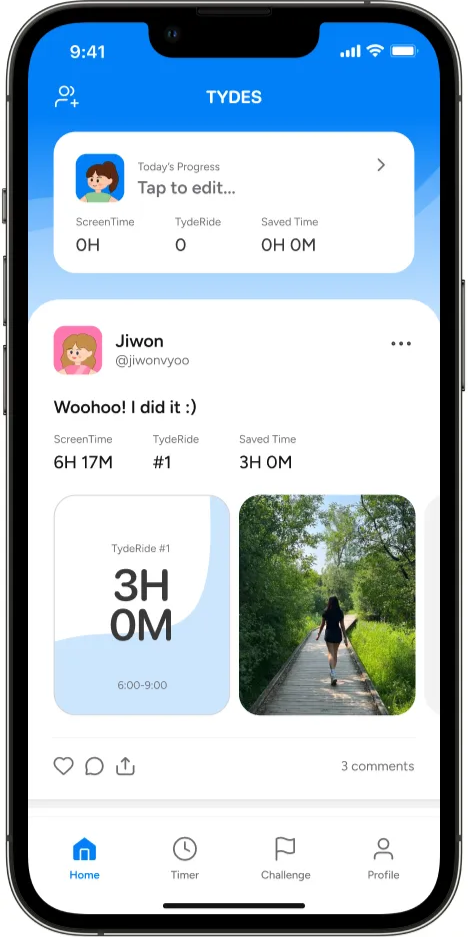 9:41
TYDES
Today's Progress
Tap to edit...
ScreenTime TydeRide Saved Time
0H 0 0H 0M
Jiwon
@jiwonvyoo
Woohoo! I did it :)
ScreenTime TydeRide Saved Time
6H 17M #1 3H 0M
TydeRide #1
3H
0M
6:00-9:00
3 comments
Home Timer Challenge Profile